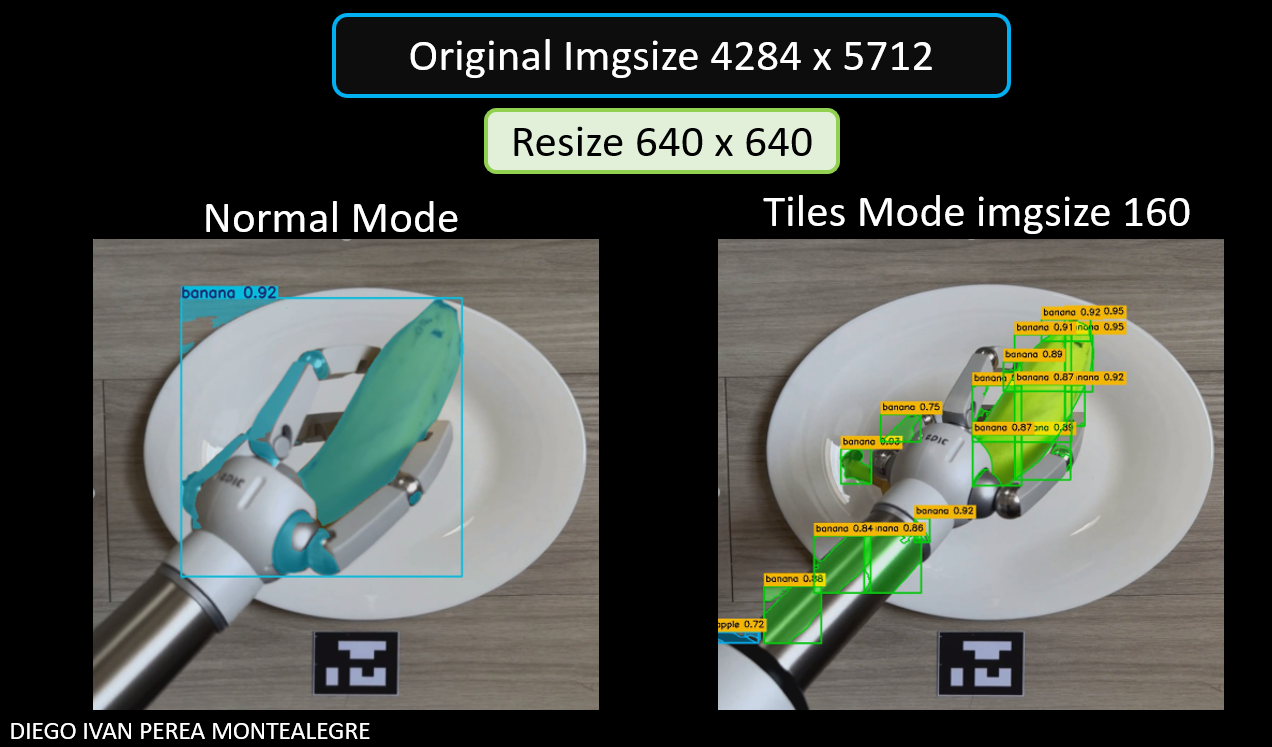 Original Imgsize 4284 x 5712
Resize 640 x 640
Normal Mode
Tiles Mode imgsize 160
banana 0.92
banana 0.92 0.95
banana 0.91 nana 0.95
banana 0.89
banana 0.87 nana 0.92
banana 0.75
banana 0.87 ana 0.89
banana 0.93
banana 0.92
banana 0.84 nana 0.86
banana 0.88
apple 0.72
DIEGO IVAN PEREA MONTEALEGRE